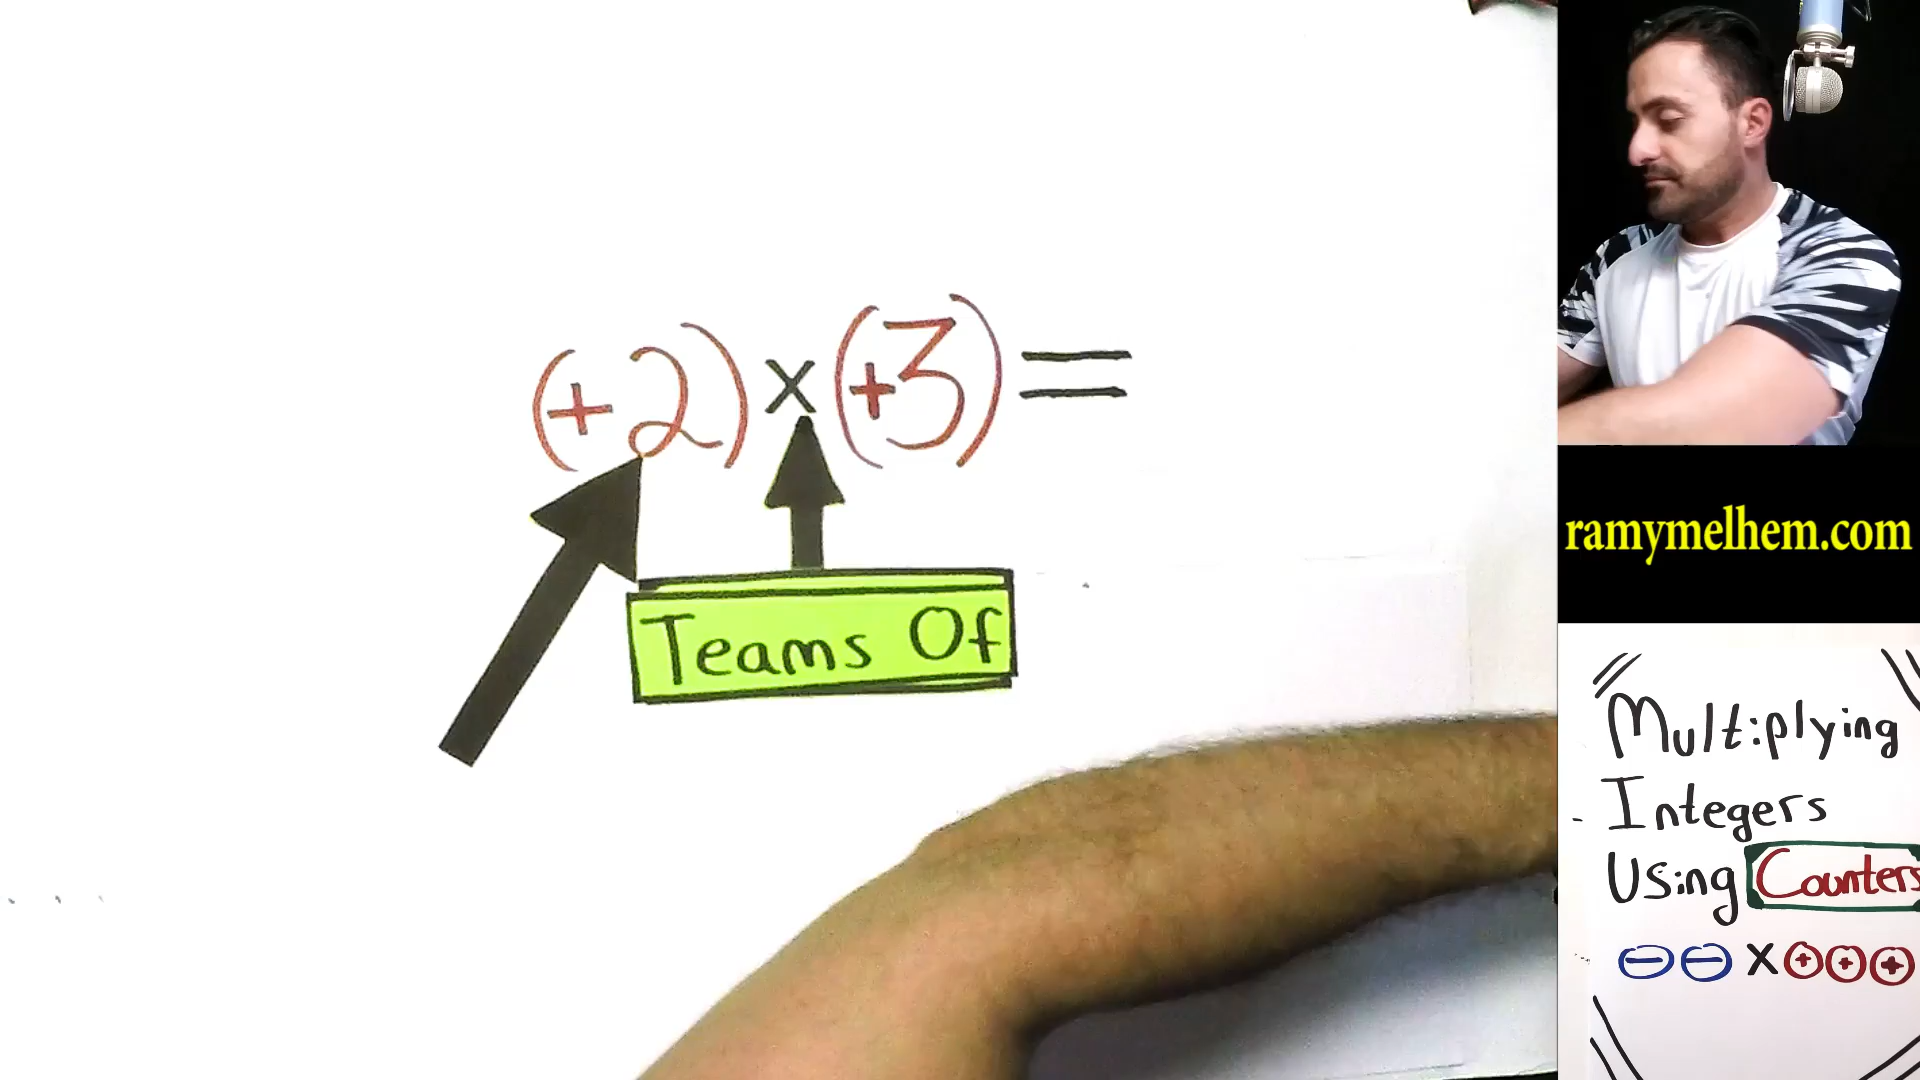 (+2) x (+3) =
Teams Of
ramymelhem.com
Multiplying
Integers
Using Counters
⊖ ⊖ x ⊕ ⊕ ⊕